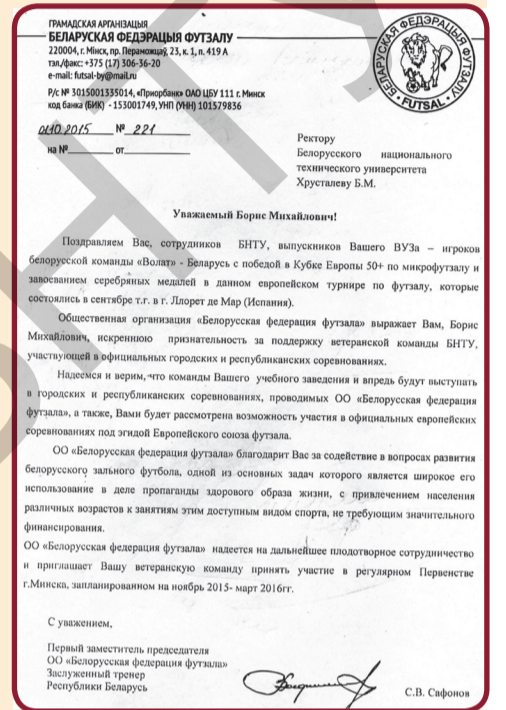 ГРАМАДСКАЯ АРГАНІЗАЦЫЯ
БЕЛАРУСКАЯ ФЕДЭРАЦЫЯ ФУТЗАЛУ
220004, г. Мінск, пр. Пераможцаў, 23, к. 1, п. 419 А
тэл/факс: +375 (17) 306-36-20
e-mail: futsal-by@mail.ru
Р/с № 3015001335014, «Приорбанк» ОАО ЦБУ 111 г. Минск
код банка (БИК) - 153001749, УНП (УНН) 101579836
БЕЛАРУСКАЯ ФЕДЭРАЦЫЯ ФУТЗАЛУ
• FUTSAL •
01.10.2015 № 221
на № от
Ректору
Белорусского национального
технического университета
Хрусталеву Б.М.
Уважаемый Борис Михайлович!
Поздравляем Вас, сотрудников БНТУ, выпускников Вашего ВУЗа – игроков
белорусской команды «Волат» - Беларусь с победой в Кубке Европы 50+ по микрофутзалу и
завоеванием серебряных медалей в данном европейском турнире по футзалу, которые
состоялись в сентябре т.г. в г. Ллорет де Мар (Испания).
Общественная организация «Белорусская федерация футзала» выражает Вам, Борис
Михайлович, искреннюю признательность за поддержку ветеранской команды БНТУ,
участвующей в официальных городских и республиканских соревнованиях.
Надеемся и верим, что команды Вашего учебного заведения и впредь будут выступать
в городских и республиканских соревнованиях, проводимых ОО «Белорусская федерация
футзала», а также, Вами будет рассмотрена возможность участия в официальных европейских
соревнованиях под эгидой Европейского союза футзала.
ОО «Белорусская федерация футзала» благодарит Вас за содействие в вопросах развития
белорусского зального футбола, одной из основных задач которого является широкое его
использование в деле пропаганды здорового образа жизни, с привлечением населения
различных возрастов к занятиям этим доступным видом спорта, не требующим значительного
финансирования.
ОО «Белорусская федерация футзала» надеется на дальнейшее плодотворное сотрудничество
и приглашает Вашу ветеранскую команду принять участие в регулярном Первенстве
г.Минска, запланированном на ноябрь 2015- март 2016гг.
С уважением,
Первый заместитель председателя
ОО «Белорусская федерация футзала»
Заслуженный тренер
Республики Беларусь
С.В. Сафонов
БНТУ